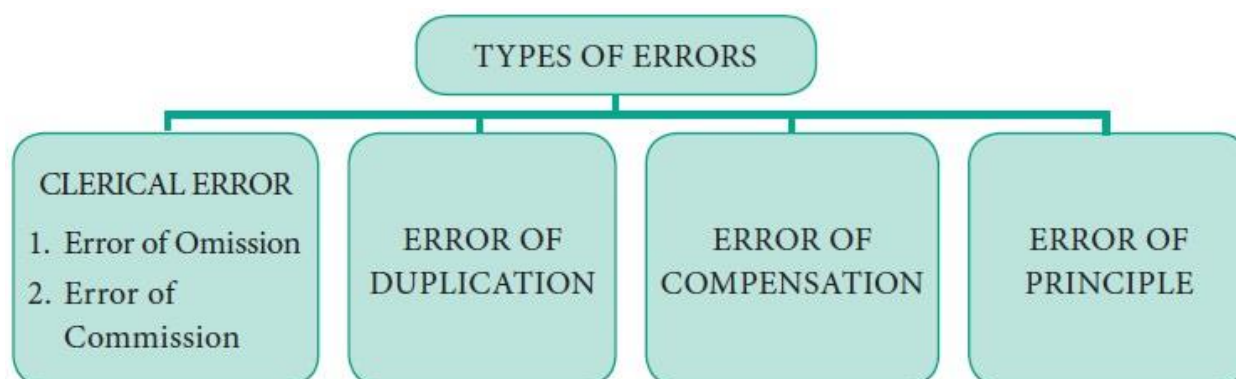 TYPES OF ERRORS
CLERICAL ERROR
1. Error of Omission
2. Error of
Commission
ERROR OF
DUPLICATION
ERROR OF
COMPENSATION
ERROR OF
PRINCIPLE